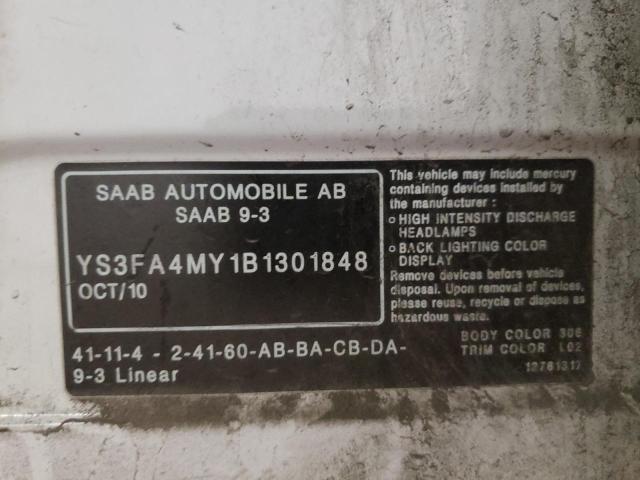 SAAB AUTOMOBILE AB
SAAB 9-3
YS3FA4MY1B1301848
OCT/10
41-11-4 - 2-41-60-AB-BA-CB-DA-
9-3 Linear
This vehicle may include mercury
containing devices installed by
the manufacturer :
o HIGH INTENSITY DISCHARGE
HEADLAMPS
o BACK LIGHTING COLOR
DISPLAY
Remove devices before vehicle
disposal. Upon removal of devices,
please reuse, recycle or dispose as
hazardous waste.
BODY COLOR 306
TRIM COLOR L02
12781317